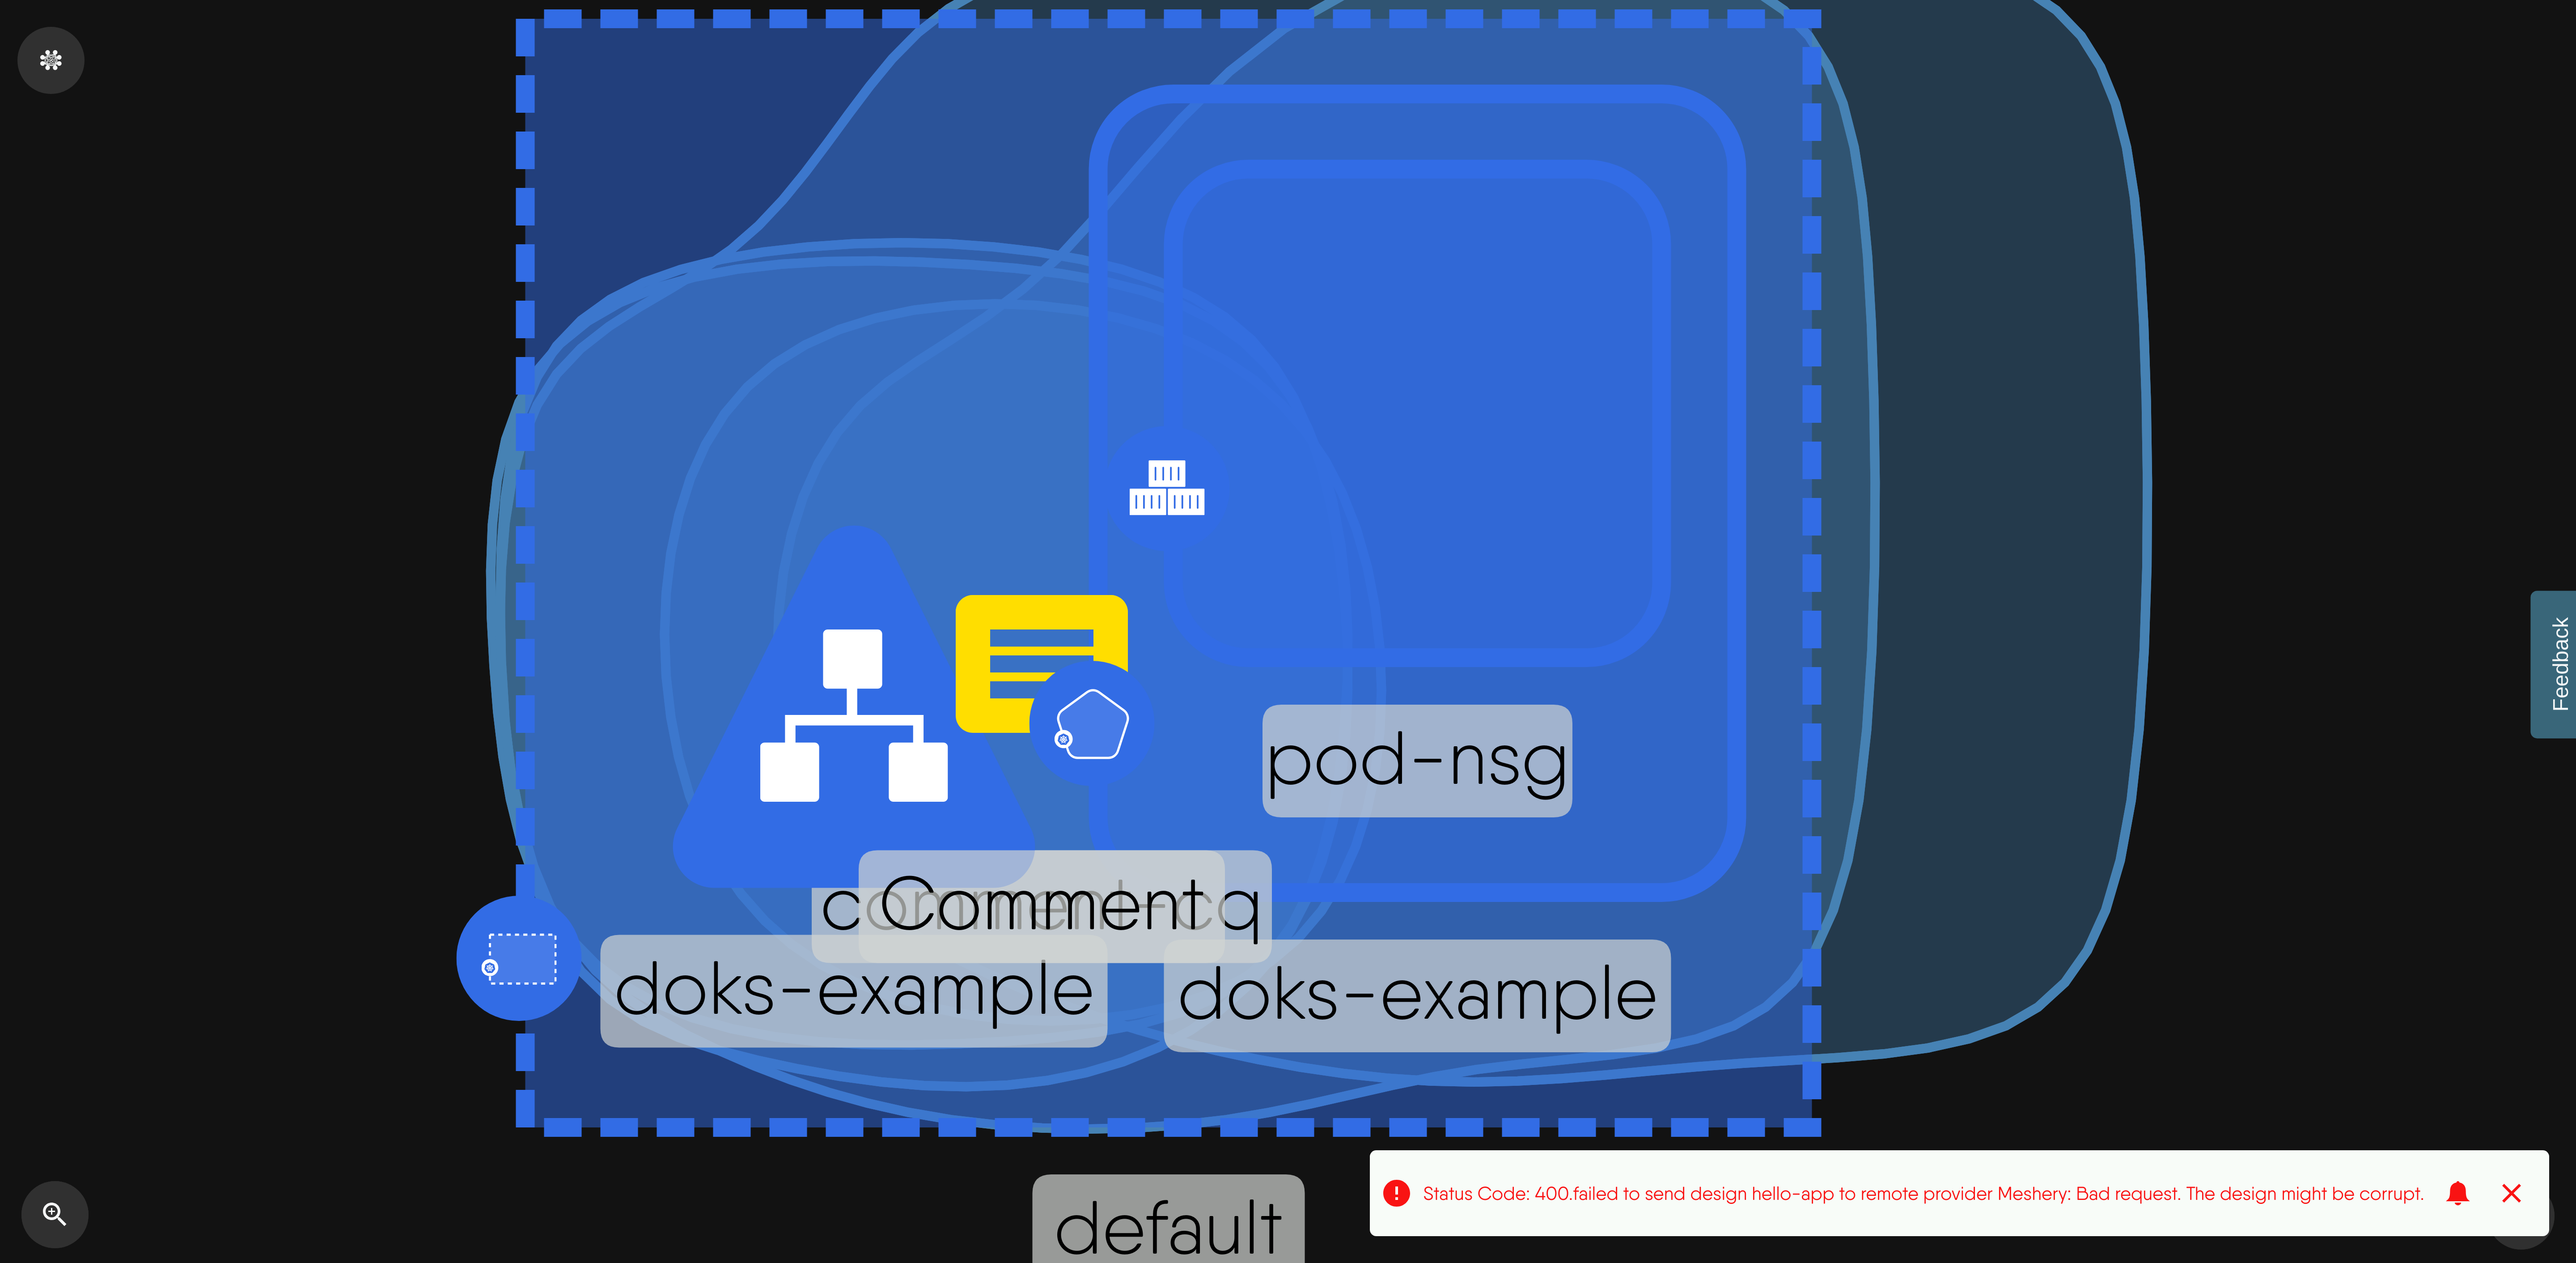 Feedback
pod-nsg
Comment
doks-example
doks-example
default
Status Code: 400.failed to send design hello-app to remote provider Meshery: Bad request. The design might be corrupt.